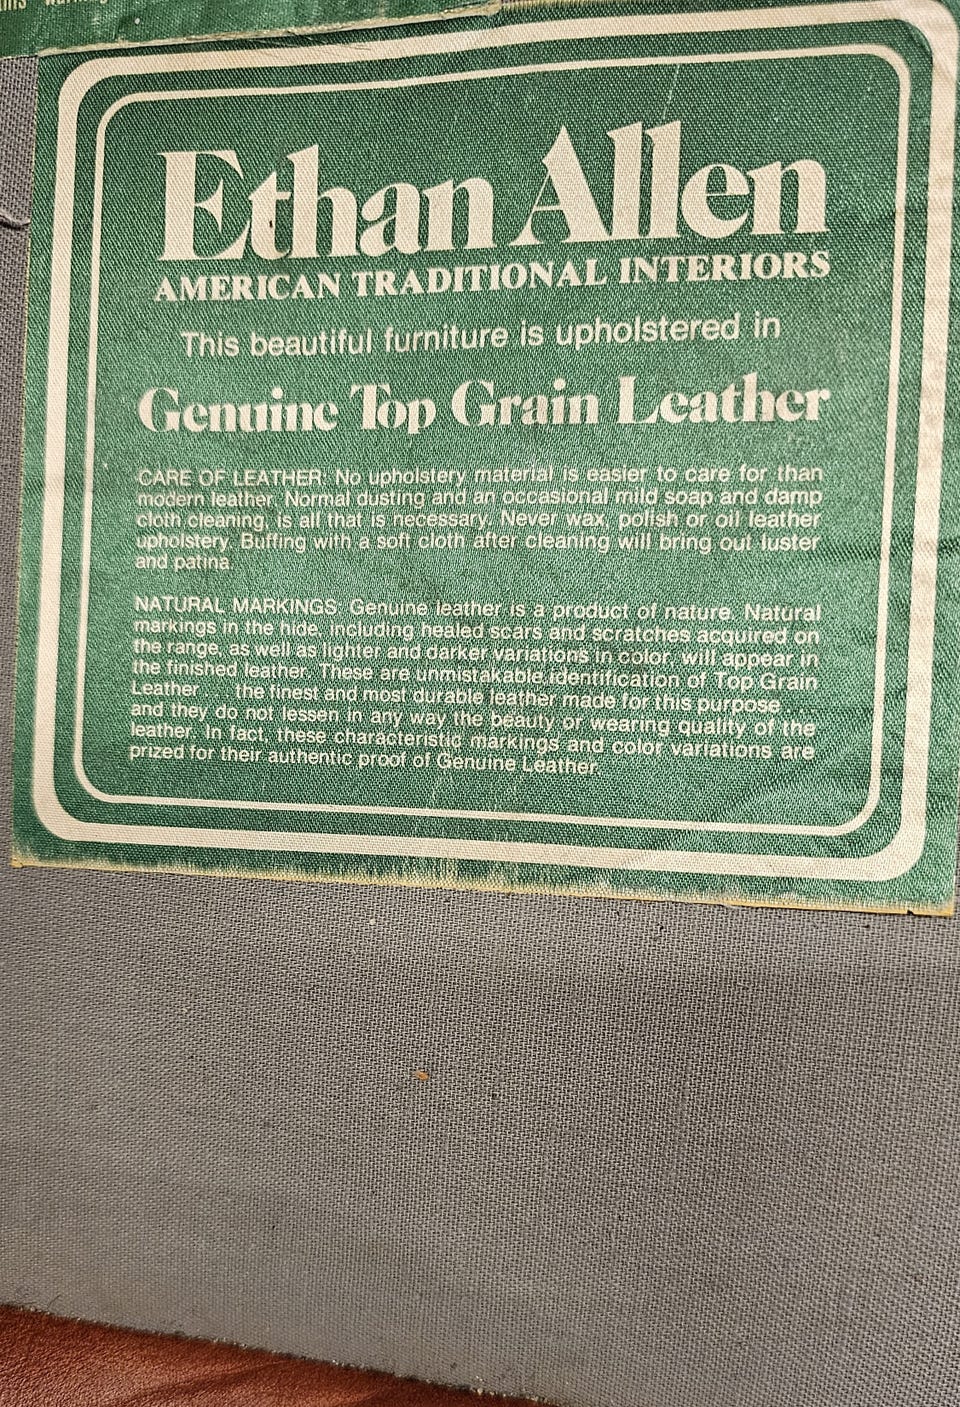 Ethan Allen
AMERICAN TRADITIONAL INTERIORS
This beautiful furniture is upholstered in
Genuine Top Grain Leather
CARE OF LEATHER: No upholstery material is easier to care for than
modern leather. Normal dusting and an occasional mild soap and damp
cloth cleaning, is all that is necessary. Never wax, polish or oil leather
upholstery. Buffing with a soft cloth after cleaning will bring out luster
and patina.
NATURAL MARKINGS: Genuine leather is a product of nature. Natural
markings in the hide, including healed scars and scratches acquired on
the range, as well as lighter and darker variations in color, will appear in
the finished leather. These are unmistakable identification of Top Grain
Leather . . . the finest and most durable leather made for this purpose . . .
and they do not lessen in any way the beauty or wearing quality of the
leather. In fact, these characteristic markings and color variations are
prized for their authentic proof of Genuine Leather.